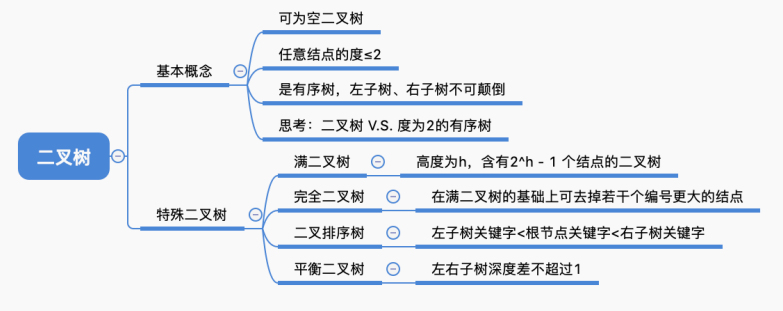 二叉树
基本概念
可为空二叉树
任意结点的度≤2
是有序树，左子树、右子树不可颠倒
思考：二叉树 V.S. 度为2的有序树
特殊二叉树
满二叉树
高度为h，含有2^h - 1 个结点的二叉树
完全二叉树
在满二叉树的基础上可去掉若干个编号更大的结点
二叉排序树
左子树关键字<根节点关键字<右子树关键字
平衡二叉树
左右子树深度差不超过1